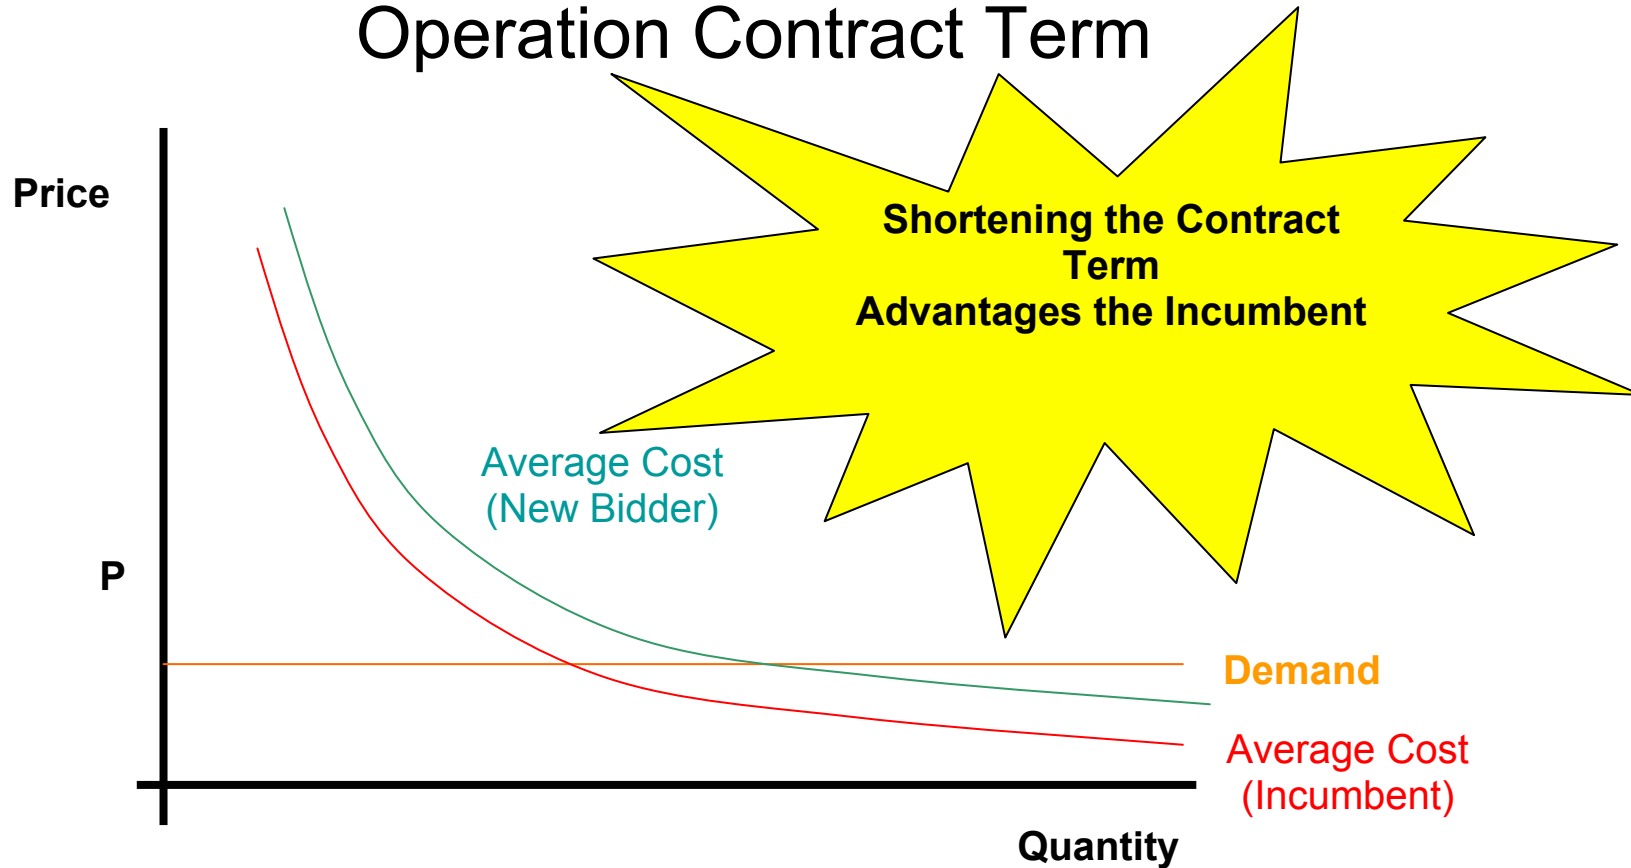 Operation Contract Term
Price
Shortening the Contract
Term
Advantages the Incumbent
Average Cost
(New Bidder)
P
Demand
Average Cost
(Incumbent)
Quantity